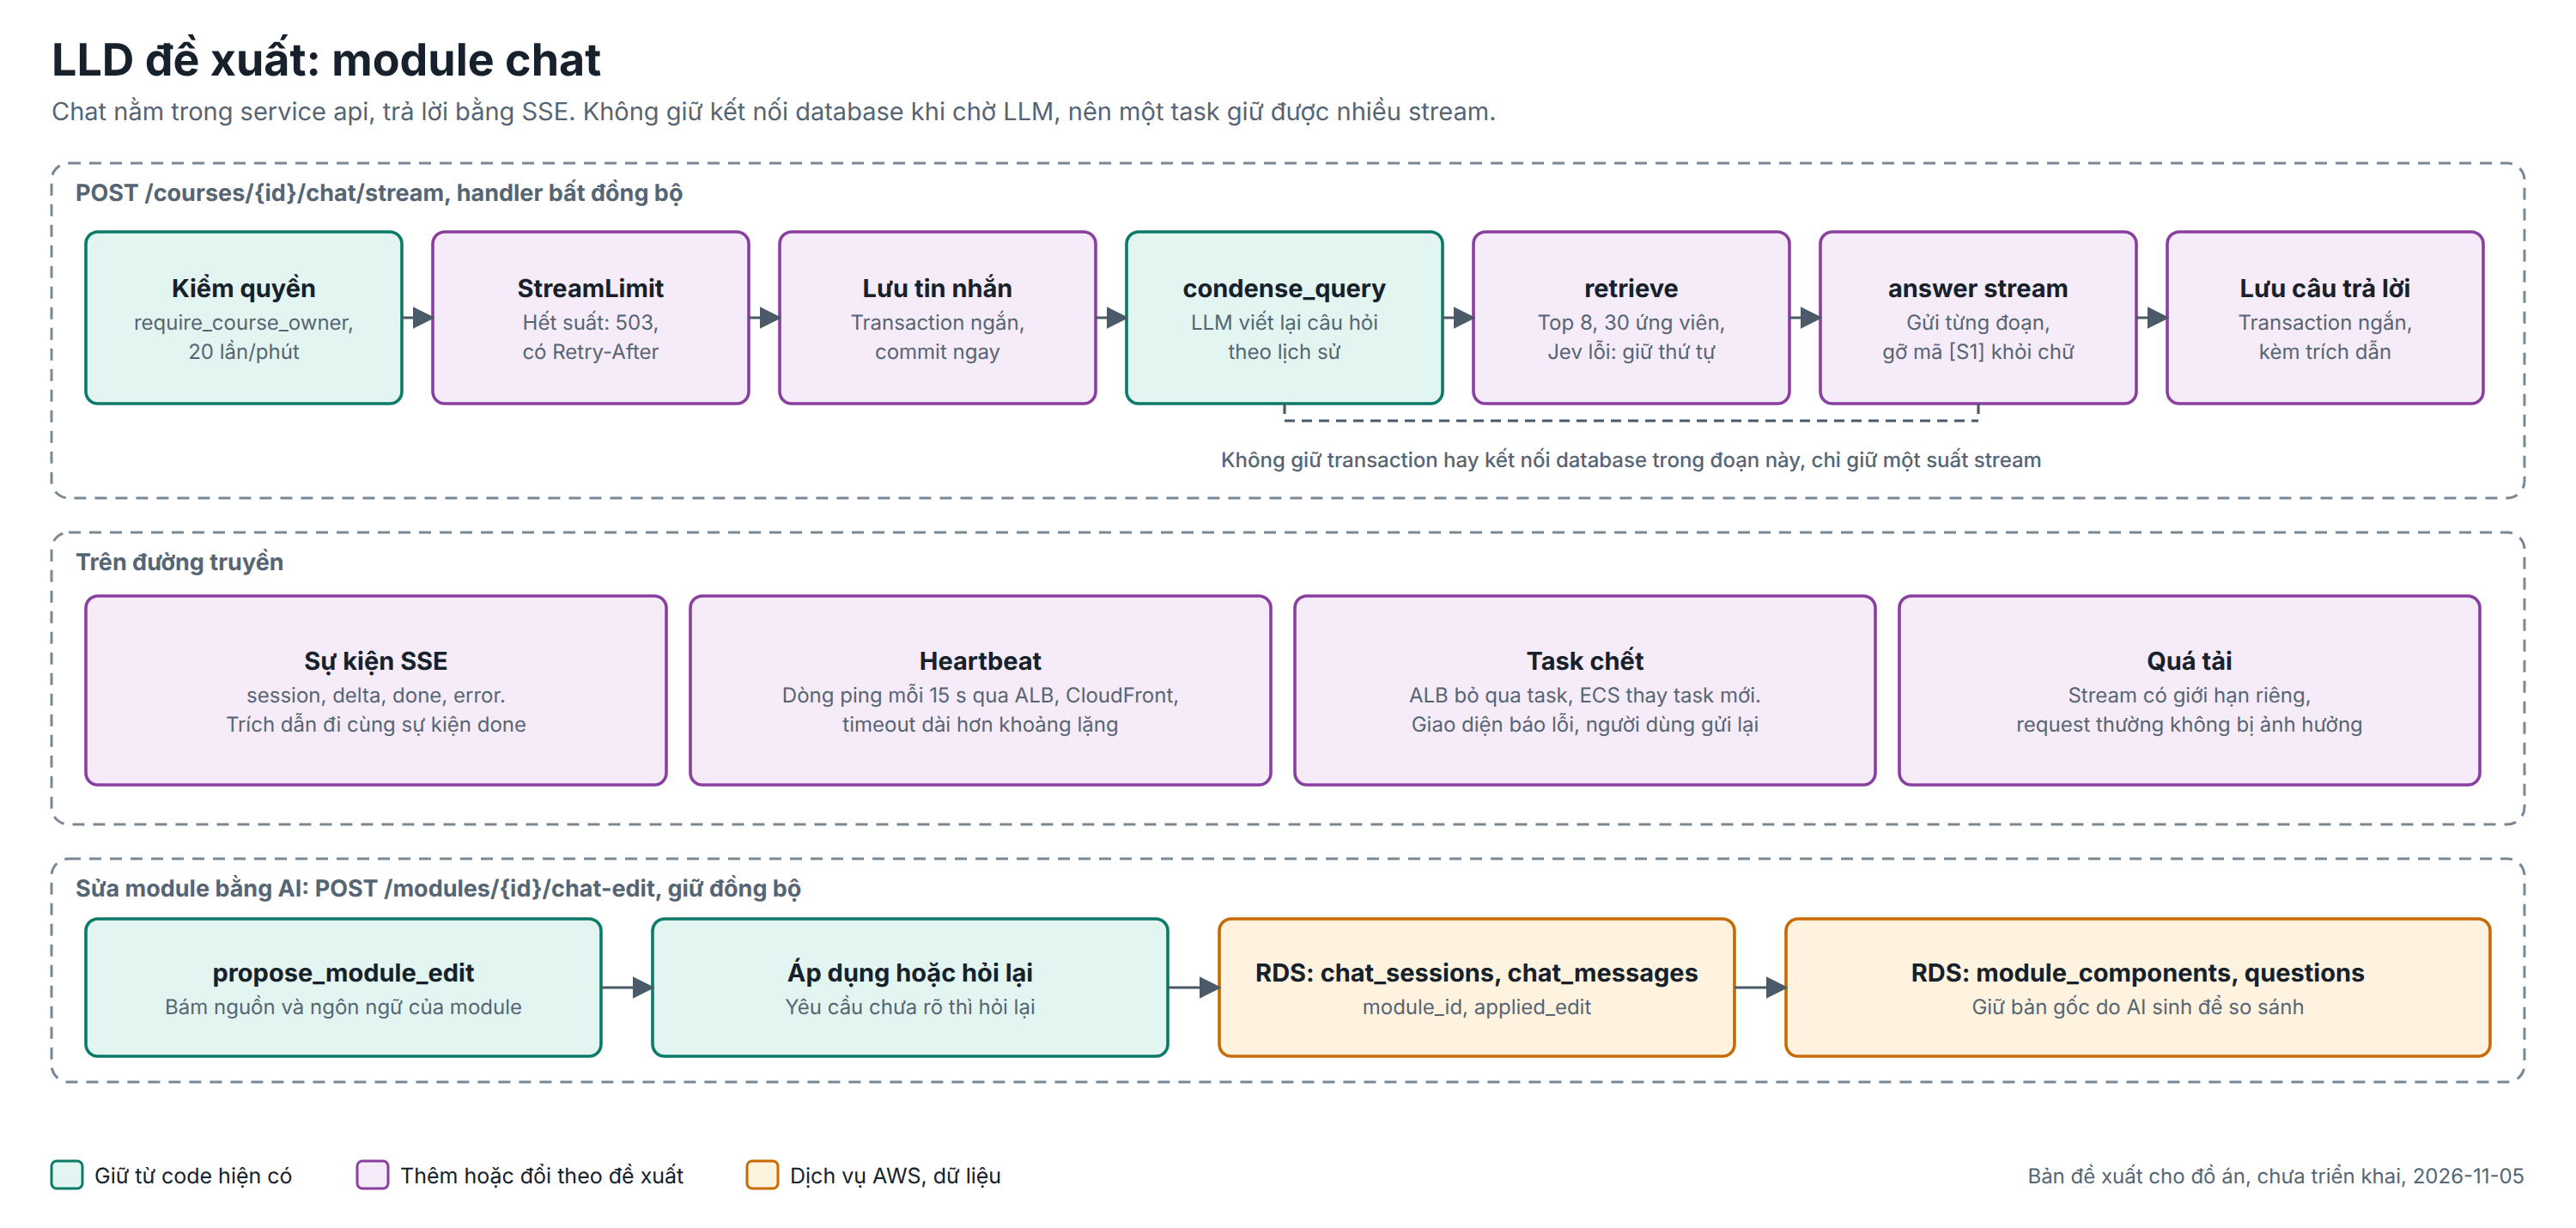 LLD đề xuất: module chat
Chat nằm trong service api, trả lời bằng SSE. Không giữ kết nối database khi chờ LLM, nên một task giữ được nhiều stream.
POST /courses/{id}/chat/stream, handler bất đồng bộ
Kiểm quyền
require_course_owner,
20 lần/phút
StreamLimit
Hết suất: 503,
có Retry-After
Lưu tin nhắn
Transaction ngắn,
commit ngay
condense_query
LLM viết lại câu hỏi
theo lịch sử
retrieve
Top 8, 30 ứng viên,
Jev lỗi: giữ thứ tự
answer stream
Gửi từng đoạn,
gỡ mã [S1] khỏi chữ
Lưu câu trả lời
Transaction ngắn,
kèm trích dẫn
Không giữ transaction hay kết nối database trong đoạn này, chỉ giữ một suất stream
Trên đường truyền
Sự kiện SSE
session, delta, done, error.
Trích dẫn đi cùng sự kiện done
Heartbeat
Dòng ping mỗi 15 s qua ALB, CloudFront,
timeout dài hơn khoảng lặng
Task chết
ALB bỏ qua task, ECS thay task mới.
Giao diện báo lỗi, người dùng gửi lại
Quá tải
Stream có giới hạn riêng,
request thường không bị ảnh hưởng
Sửa module bằng AI: POST /modules/{id}/chat-edit, giữ đồng bộ
propose_module_edit
Bám nguồn và ngôn ngữ của module
Áp dụng hoặc hỏi lại
Yêu cầu chưa rõ thì hỏi lại
RDS: chat_sessions, chat_messages
module_id, applied_edit
RDS: module_components, questions
Giữ bản gốc do AI sinh để so sánh
Giữ từ code hiện có
Thêm hoặc đổi theo đề xuất
Dịch vụ AWS, dữ liệu
Bản đề xuất cho đồ án, chưa triển khai, 2026-11-05